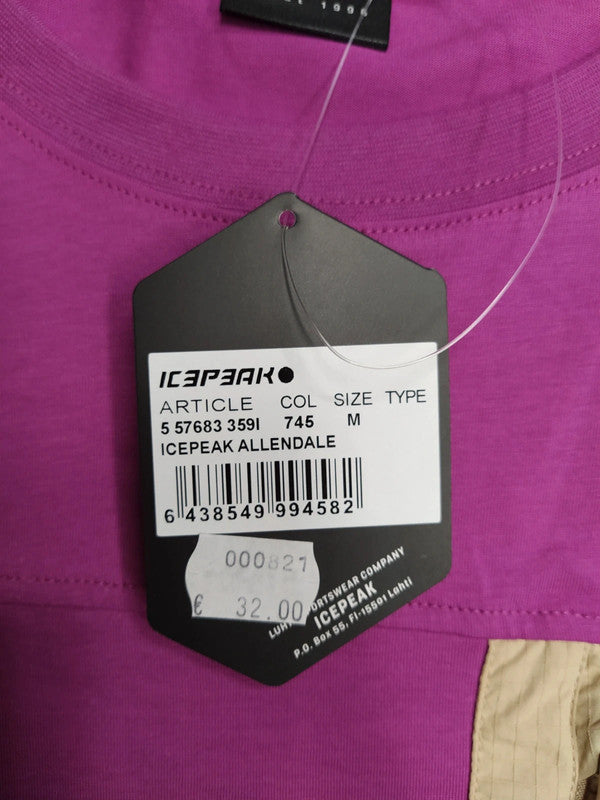 1996
ICEPEAK
ARTICLE COL SIZE TYPE
5 57683 359I 745 M
ICEPEAK ALLENDALE
6 438549 994582
000821
€ 32.00
SPORTSWEAR COMPANY
ICEPEAK
P.O. Box 55, FI-15501 Lahti